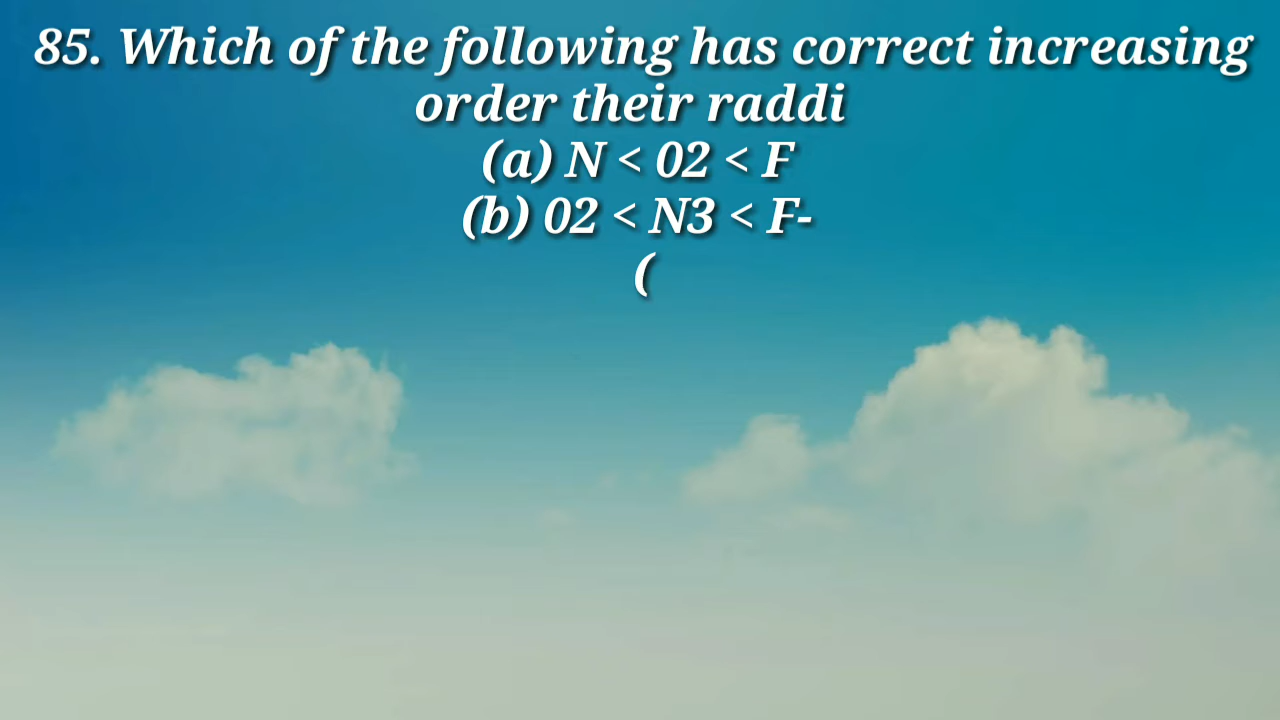 85. Which of the following has correct increasing
order their raddi
(a) N < 02 < F
(b) 02 < N3 < F-
(